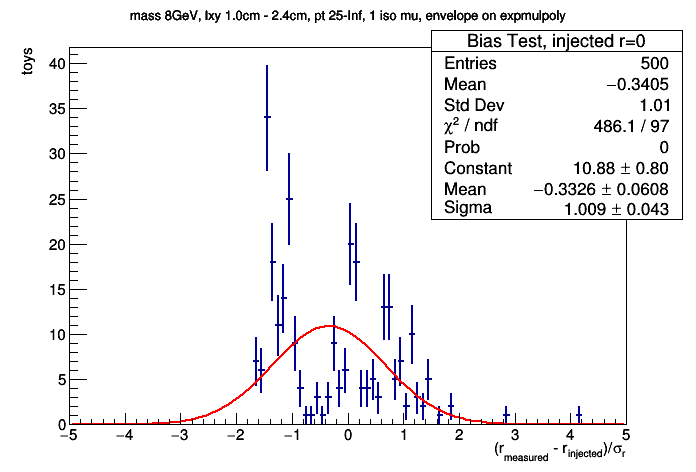 mass 8GeV, lxy 1.0cm - 2.4cm, pt 25-Inf, 1 iso mu, envelope on expmulpoly
Bias Test, injected r=0
Entries 500
Mean −0.3405
Std Dev 1.01
χ² / ndf 486.1 / 97
Prob 0
Constant 10.88 ± 0.80
Mean −0.3326 ± 0.0608
Sigma 1.009 ± 0.043
toys
40
35
30
25
20
15
10
5
0
−5 −4 −3 −2 −1 0 1 2 3 4 5
(r_measured - r_injected)/σ_r